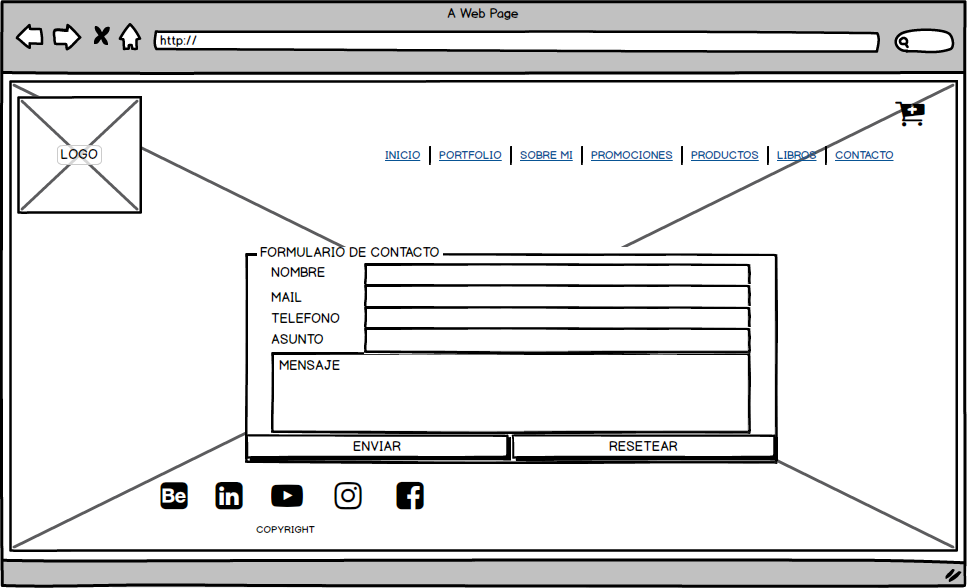 A Web Page
http://
LOGO
INICIO PORTFOLIO SOBRE MI PROMOCIONES PRODUCTOS LIBROS CONTACTO
FORMULARIO DE CONTACTO
NOMBRE
MAIL
TELEFONO
ASUNTO
MENSAJE
ENVIAR RESETEAR
Be in
COPYRIGHT